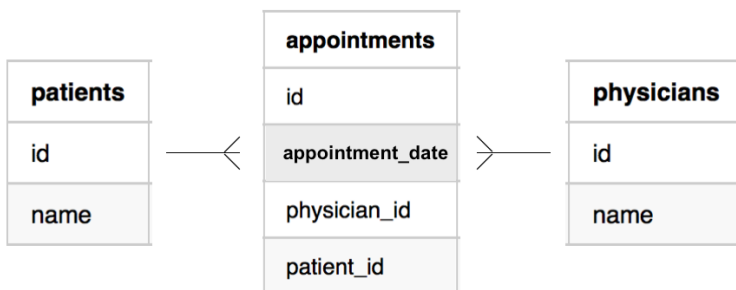 patients
id
name
appointments
id
appointment_date
physician_id
patient_id
physicians
id
name